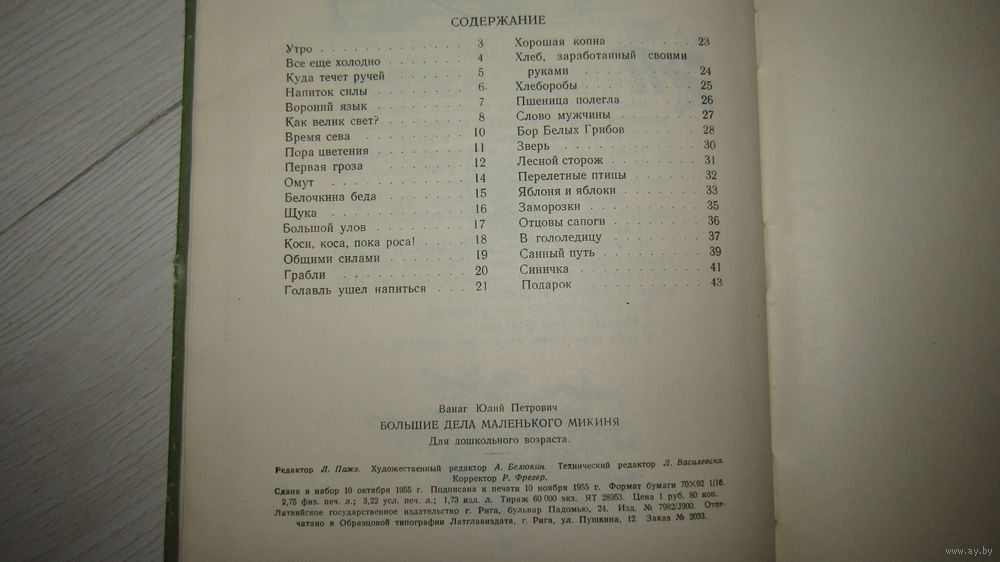 СОДЕРЖАНИЕ
Утро . . . . . . . . . . . 3
Все еще холодно . . . . . . 4
Куда течет ручей . . . . . . 5
Напиток силы . . . . . . . 6
Вороний язык . . . . . . . 7
Как велик свет? . . . . . . 8
Время сева . . . . . . . . 10
Пора цветения . . . . . . . 11
Первая гроза . . . . . . . 12
Омут . . . . . . . . . . 14
Белочкина беда . . . . . . 15
Щука . . . . . . . . . . 16
Большой улов . . . . . . . 17
Коси, коса, пока роса! . . . . 18
Общими силами . . . . . . 19
Грабли . . . . . . . . . 20
Голавль ушел напиться . . . 21
Хорошая копна . . . . . . . 23
Хлеб, заработанный своими
руками . . . . . . . . 24
Хлеборобы . . . . . . . . 25
Пшеница полегла . . . . . . 26
Слово мужчины . . . . . . . 27
Бор Белых Грибов . . . . . . 28
Зверь . . . . . . . . . . 30
Лесной сторож . . . . . . . 31
Перелетные птицы . . . . . . 32
Яблоня и яблоки . . . . . . 33
Заморозки . . . . . . . . 35
Отцовы сапоги . . . . . . . 36
В гололедицу . . . . . . . 37
Санный путь . . . . . . . . 39
Синичка . . . . . . . . . 41
Подарок . . . . . . . . . 43
Ванаг Юлий Петрович
БОЛЬШИЕ ДЕЛА МАЛЕНЬКОГО МИКИНЯ
Для дошкольного возраста.
Редактор Л. Пажэ. Художественный редактор А. Белюкин. Технический редактор Л. Василевска.
Корректор Р. Фрегер.
Сдана в набор 10 октября 1955 г. Подписана к печати 10 ноября 1955 г. Формат бумаги 70×92 1/16.
2,75 физ. печ. л.; 3,22 усл. печ. л.; 1,73 изд. л. Тираж 60 000 экз. ЯТ 28953. Цена 1 руб. 80 коп.
Латвийское государственное издательство г. Рига, бульвар Падомью, 24. Изд. № 7982/J900. Отпе-
чатано в Образцовой типографии Латглавиздата, г. Рига, ул. Пушкина, 12. Заказ № 2033.
www.ay.by